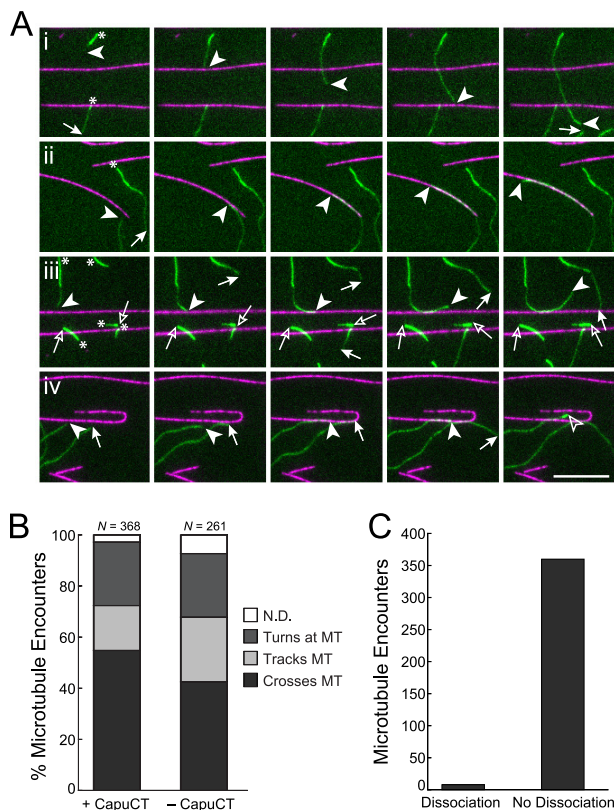 A
i
*
*
ii
*
iii
*
*
*
*
*
iv
B
N = 368
N = 261
100
80
60
40
20
0
% Microtubule Encounters
+ CapuCT
– CapuCT
N.D.
Turns at MT
Tracks MT
Crosses MT
C
400
350
300
250
200
150
100
50
0
Microtubule Encounters
Dissociation
No Dissociation